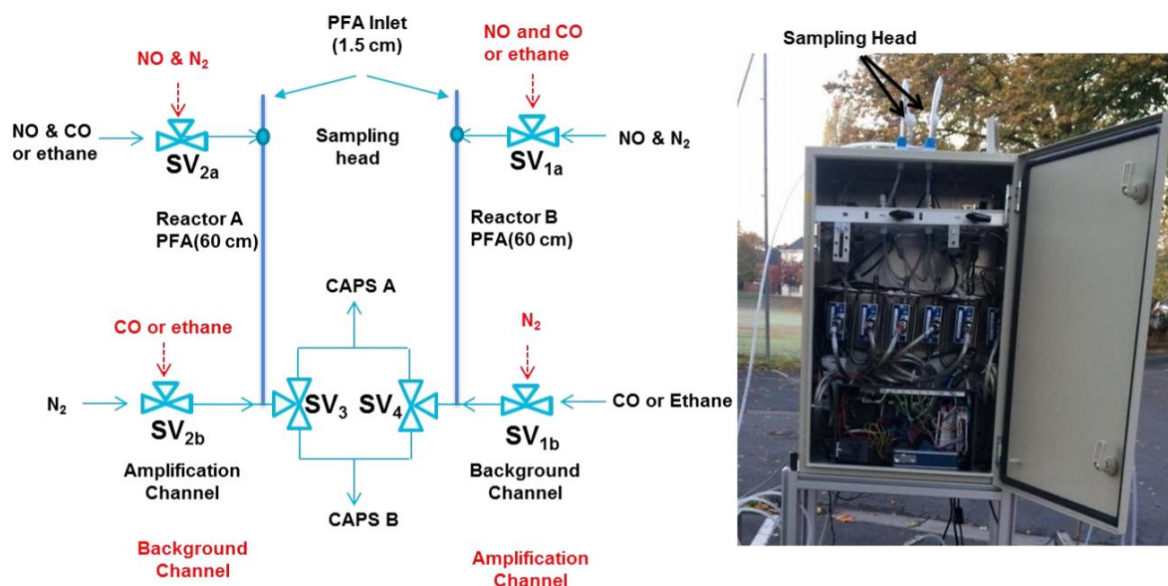 PFA Inlet
(1.5 cm)
NO & N₂
NO and CO
or ethane
Sampling Head
NO & CO
or ethane
SV₂ₐ
Sampling
head
SV₁ₐ
NO & N₂
Reactor A
PFA(60 cm)
Reactor B
PFA(60 cm)
CAPS A
CO or ethane
N₂
N₂
SV₂b
SV₃
SV₄
SV₁b
CO or Ethane
Amplification
Channel
Background
Channel
CAPS B
Background
Channel
Amplification
Channel